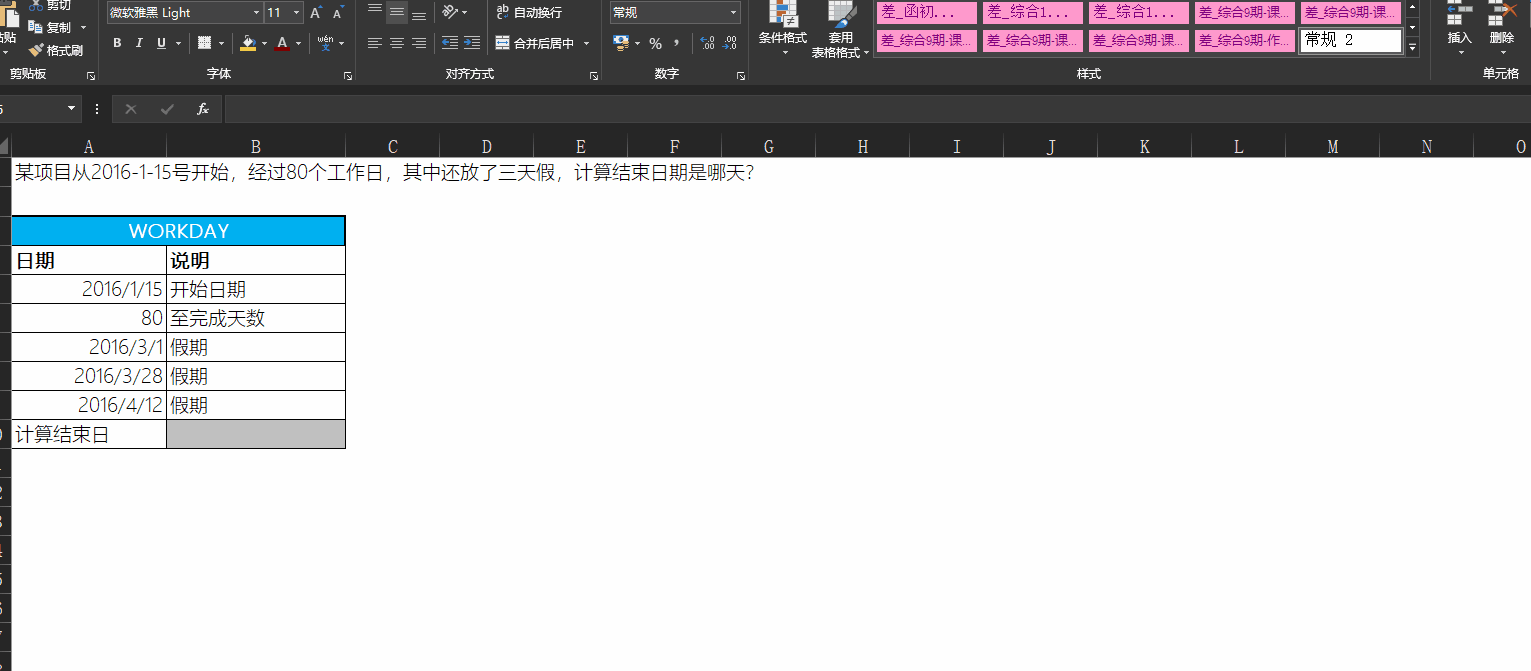 剪切
微软雅黑 Light 11
自动换行
常规
差_函初... 差_综合1... 差_综合1... 差_综合9期-课... 差_综合9期-课...
复制
格式刷
B I U
A
wén
文
合并后居中
% ,
条件格式
套用
表格格式
差_综合9期-课... 差_综合9期-课... 差_综合9期-课... 差_综合9期-作... 常规 2
插入 删除
剪贴板 字体 对齐方式 数字 样式 单元格
fx
A B C D E F G H I J K L M N O
某项目从2016-1-15号开始，经过80个工作日，其中还放了三天假，计算结束日期是哪天?
WORKDAY
日期 说明
2016/1/15 开始日期
80 至完成天数
2016/3/1 假期
2016/3/28 假期
2016/4/12 假期
计算结束日